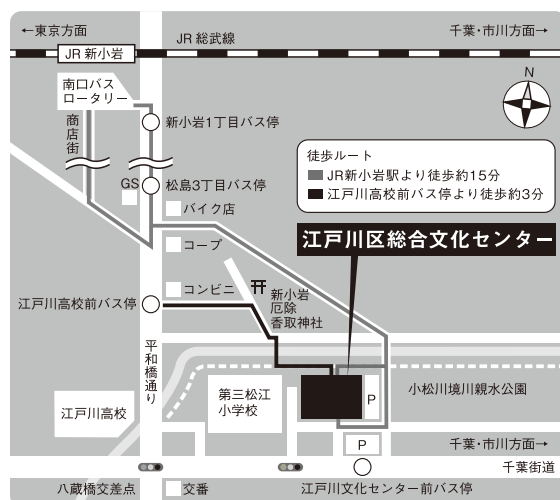 ←東京方面
JR 総武線
千葉・市川方面→
JR 新小岩
南口バス
ロータリー
商店街
新小岩1丁目バス停
N
GS
松島3丁目バス停
バイク店
コープ
コンビニ
徒歩ルート
JR新小岩駅より徒歩約15分
江戸川高校前バス停より徒歩約3分
江戸川区総合文化センター
江戸川高校前バス停
新小岩
厄除
香取神社
平和橋通り
江戸川高校
第三松江
小学校
P
小松川境川親水公園
P
千葉・市川方面→
千葉街道
八蔵橋交差点
交番
江戸川文化センター前バス停